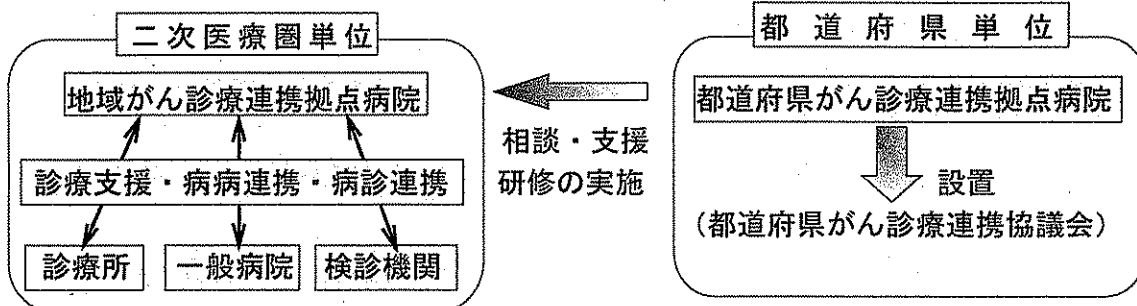 二次医療圏単位
地域がん診療連携拠点病院
診療支援・病病連携・病診連携
診療所
一般病院
検診機関
相談・支援
研修の実施
都道府県単位
都道府県がん診療連携拠点病院
設置
（都道府県がん診療連携協議会）